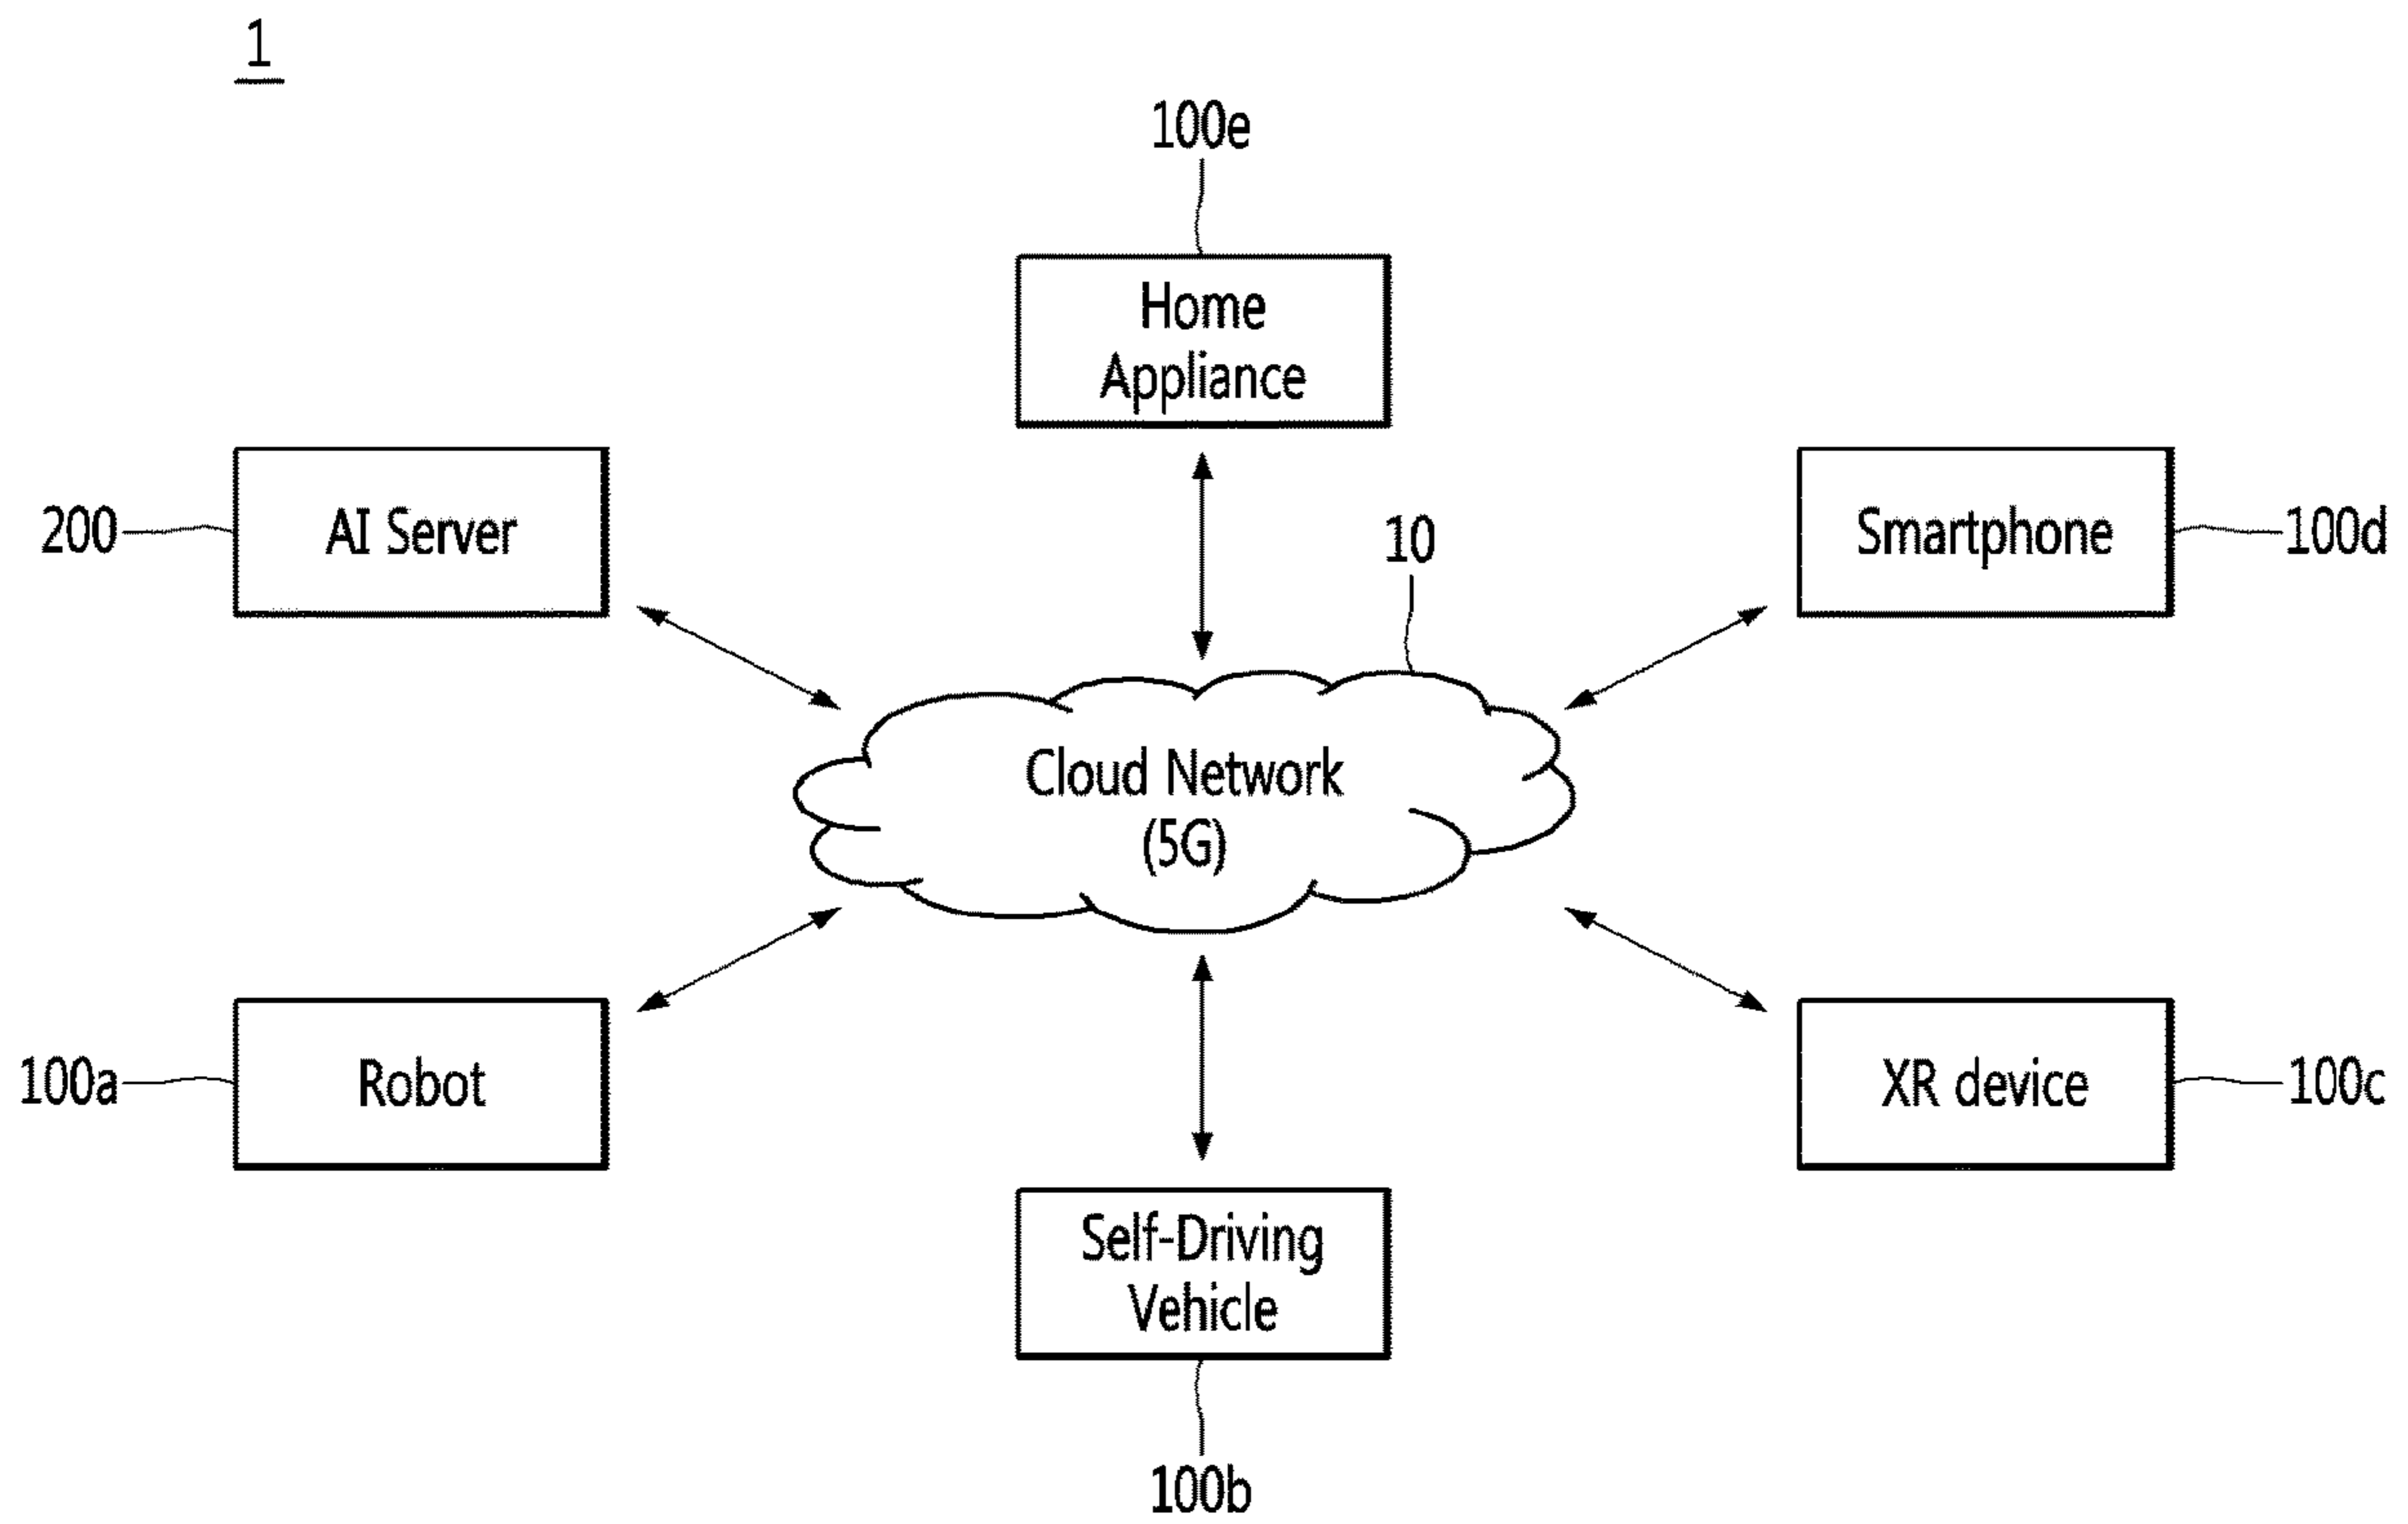 1
100e
Home
Appliance
200
AI Server
Smartphone
100d
10
Cloud Network
(5G)
100a
Robot
XR device
100c
Self-Driving
Vehicle
100b